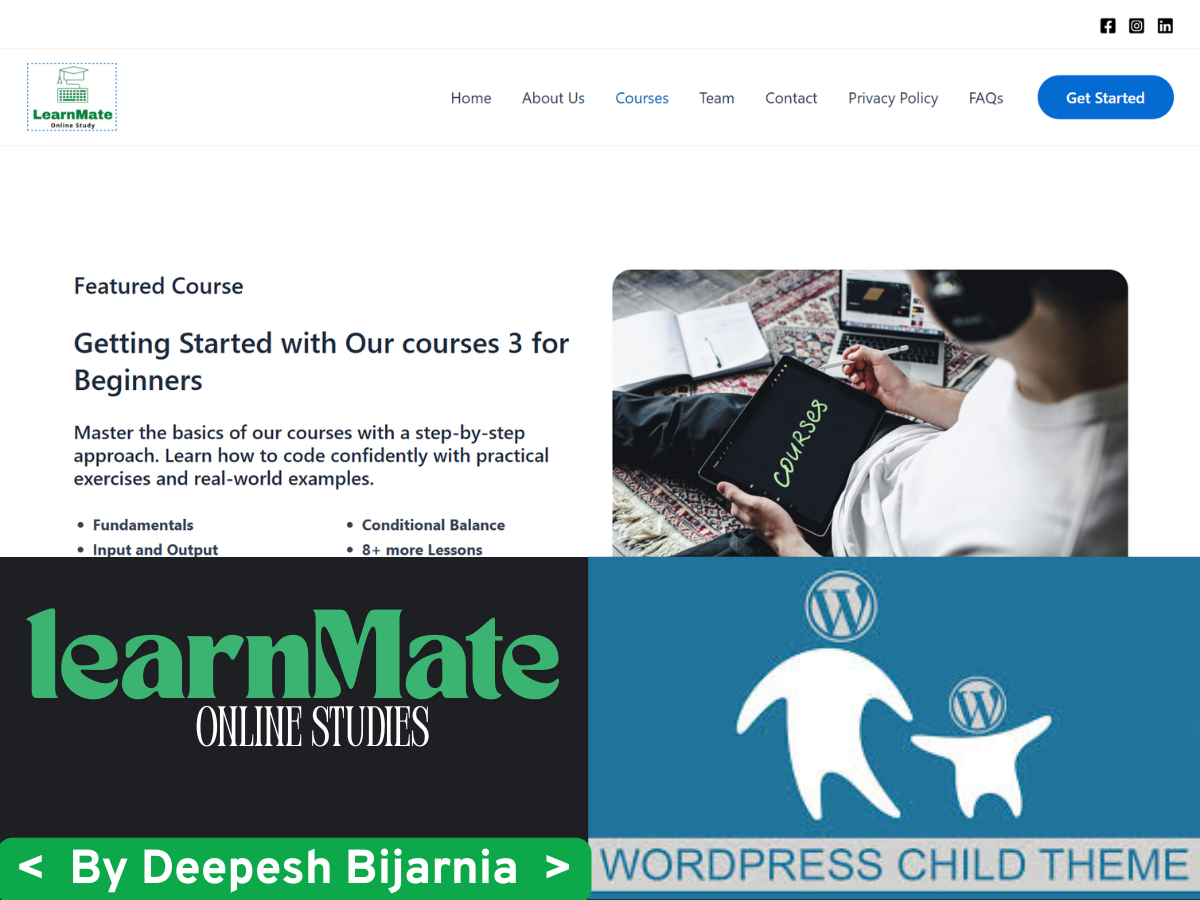 LearnMate
Online Study
Home
About Us
Courses
Team
Contact
Privacy Policy
FAQs
Get Started
Featured Course
Getting Started with Our courses 3 for
Beginners
Master the basics of our courses with a step-by-step
approach. Learn how to code confidently with practical
exercises and real-world examples.
• Fundamentals
• Input and Output
• Conditional Balance
• 8+ more Lessons
COURSES
learnMate
ONLINE STUDIES
< By Deepesh Bijarnia >
WORDPRESS CHILD THEME